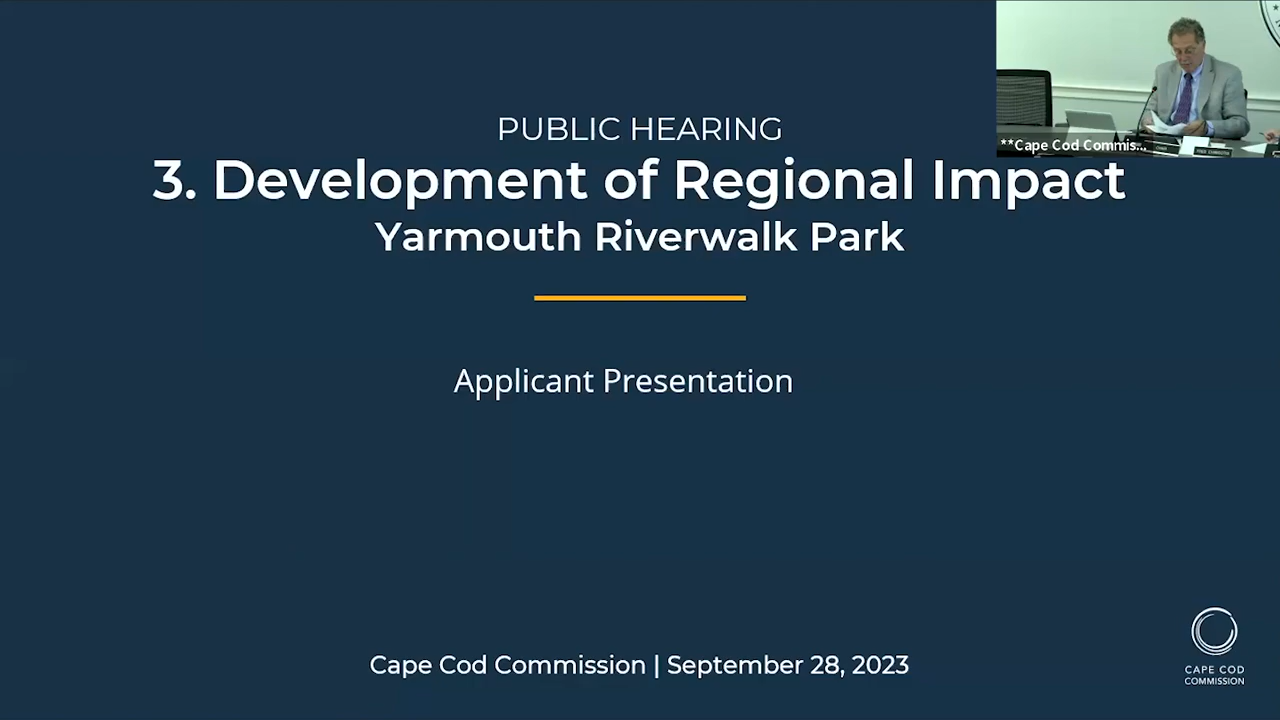 PUBLIC HEARING
3. Development of Regional Impact
Yarmouth Riverwalk Park
Applicant Presentation
Cape Cod Commission | September 28, 2023
**Cape Cod Commis...
CAPE COD
COMMISSION